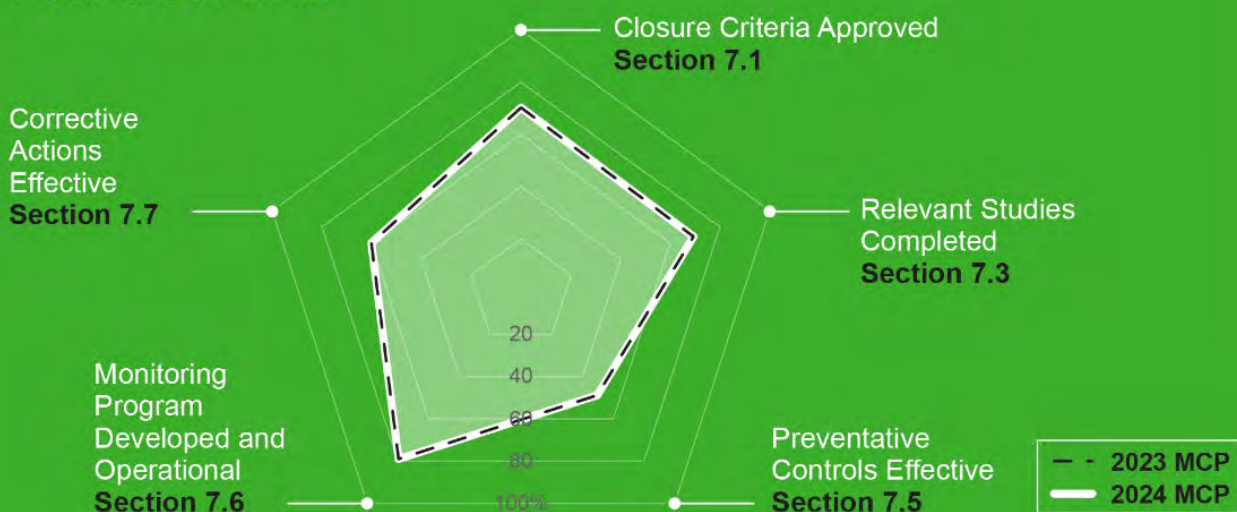 Closure Criteria Approved
Section 7.1
Corrective
Actions
Effective
Section 7.7
Relevant Studies
Completed
Section 7.3
20
40
60
80
100%
Monitoring
Program
Developed and
Operational
Section 7.6
Preventative
Controls Effective
Section 7.5
2023 MCP
2024 MCP